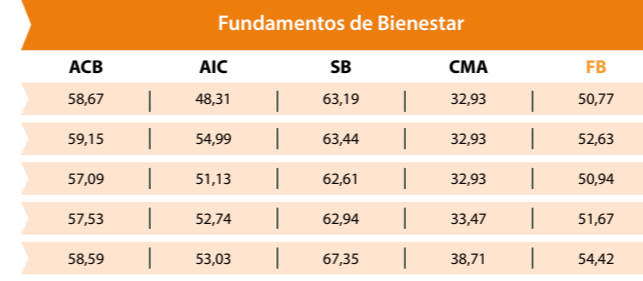 Fundamentos de Bienestar
ACB AIC SB CMA FB
58,67 | 48,31 | 63,19 | 32,93 | 50,77
59,15 | 54,99 | 63,44 | 32,93 | 52,63
57,09 | 51,13 | 62,61 | 32,93 | 50,94
57,53 | 52,74 | 62,94 | 33,47 | 51,67
58,59 | 53,03 | 67,35 | 38,71 | 54,42